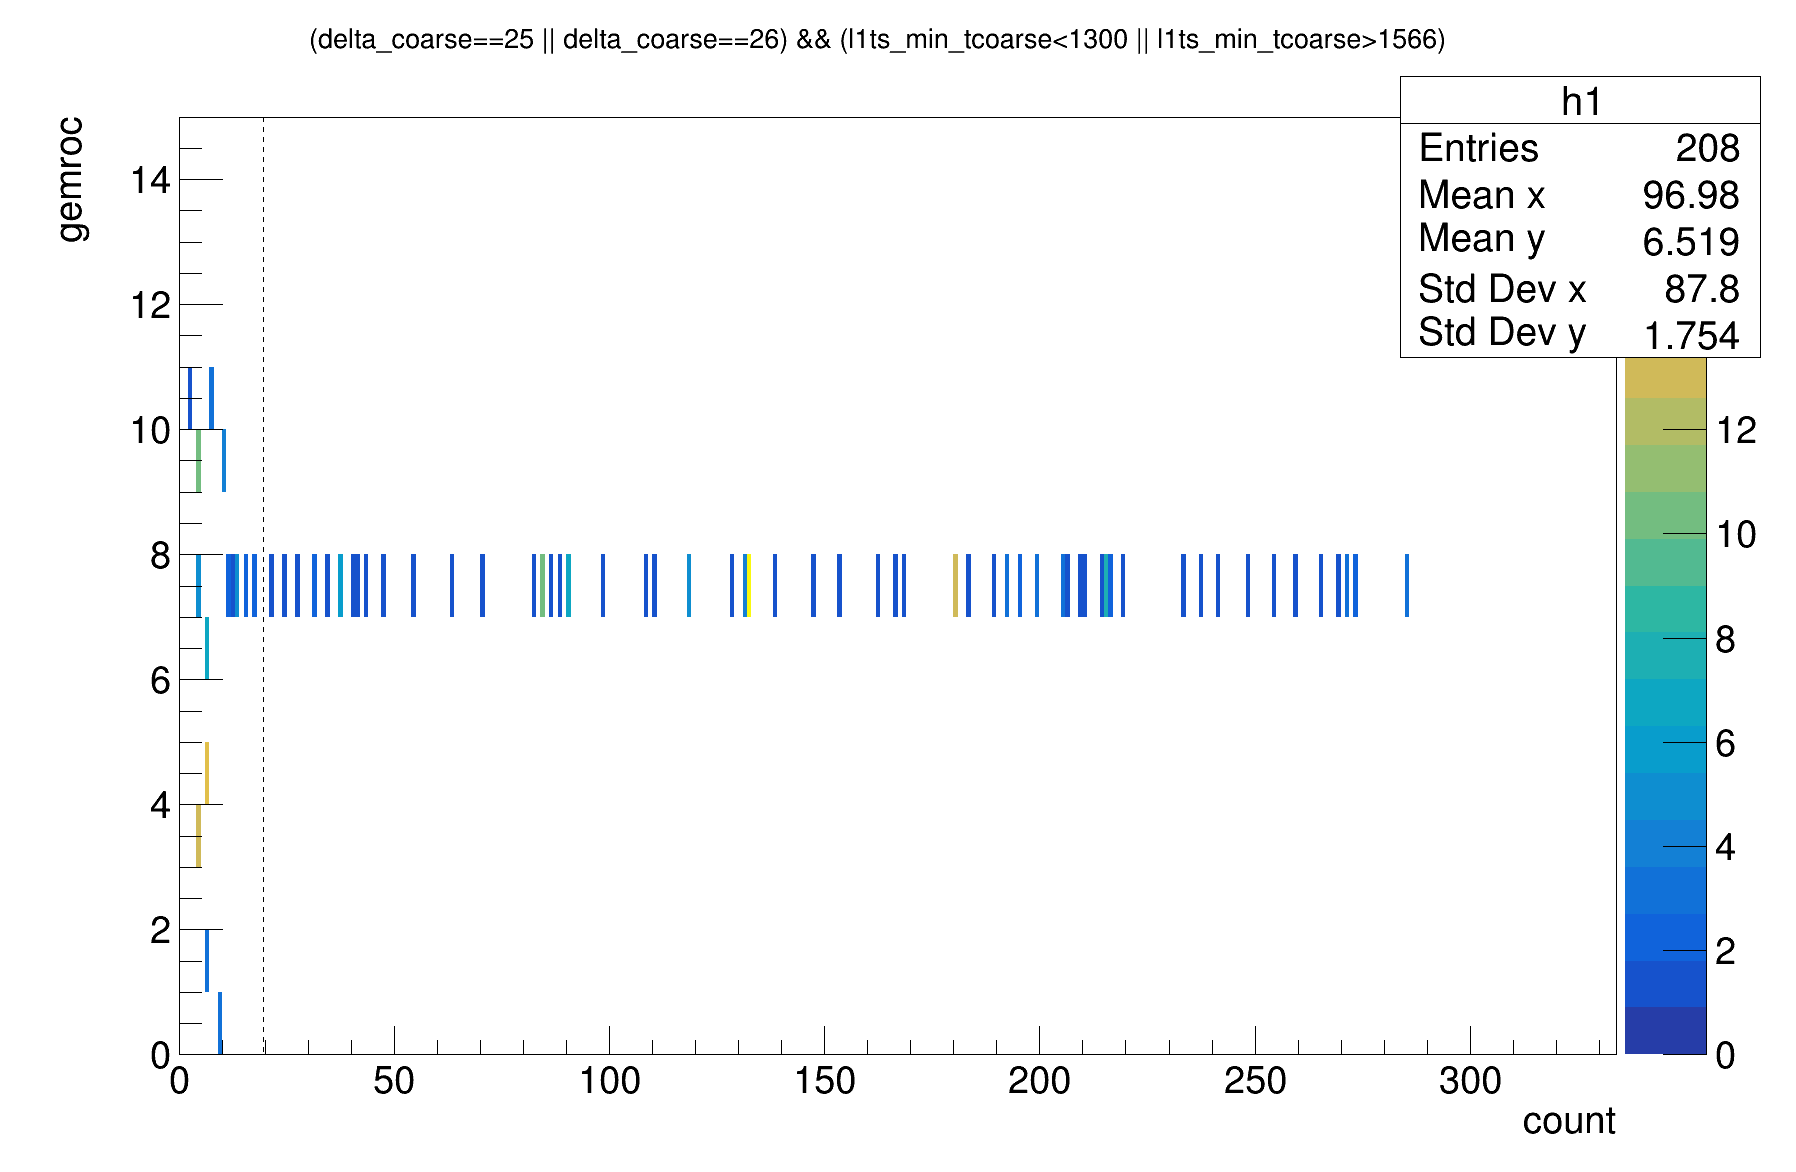 (delta_coarse==25 || delta_coarse==26) && (l1ts_min_tcoarse<1300 || l1ts_min_tcoarse>1566)
h1
Entries 208
Mean x 96.98
Mean y 6.519
Std Dev x 87.8
Std Dev y 1.754
gemroc
14
12
10
8
6
4
2
0
0 50 100 150 200 250 300
count
12
10
8
6
4
2
0